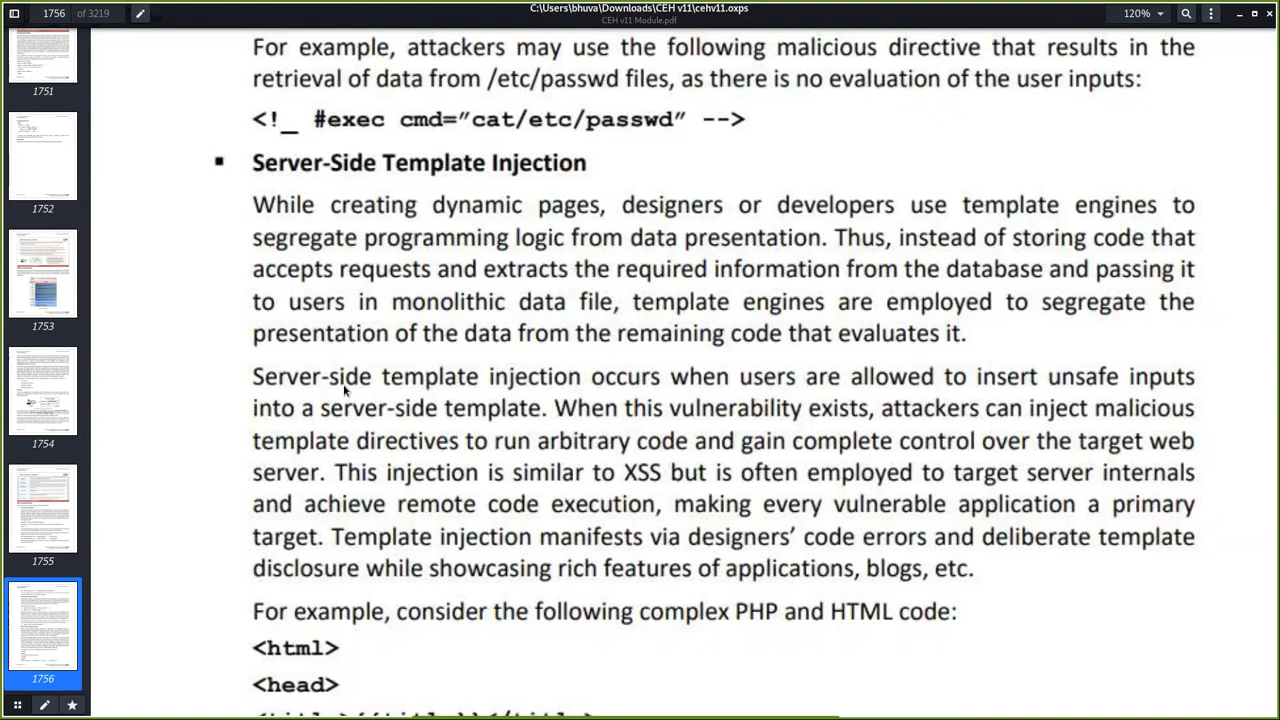 1756 of 3219
C:\Users\bhuva\Downloads\CEH v11\cehv11.oxps
CEH v11 Module.pdf
120%
1751
1752
1753
1754
1755
1756
For example, attackers may use the following malicious directive that results in the
retrieval of data from /etc/passwd files, as there is no evaluation of the user inputs:
<!_ #exec cmd=”cat/etc/passwd” -->
▪ Server-Side Template Injection
While creating dynamic pages, designers or developers use template engines to
segregate programming logic from data presentation. Thus, instead of storing code that
accepts requests and extracts the required information from the database and passing it
to users in monolithic data file, template engines are employed to segregate the
presentation of the data from the remaining code that evaluates it.
Server-side template injection occurs when users are allowed to insert unsafe inputs
into a server-side template. When this vulnerability exists, attackers can inject malicious
template directives to run arbitrary code and gain complete control over the target web
server. This injection is similar to XSS but is often employed to target server internals
and achieve remote code execution, making every vulnerable application a primary
target. Template injection manifests via designers’ code errors and deliberate template
disclosure while showcasing rich features of applications, blogs, etc.
For example, consider the following complex PHP and HTML code:
<html>
<head>